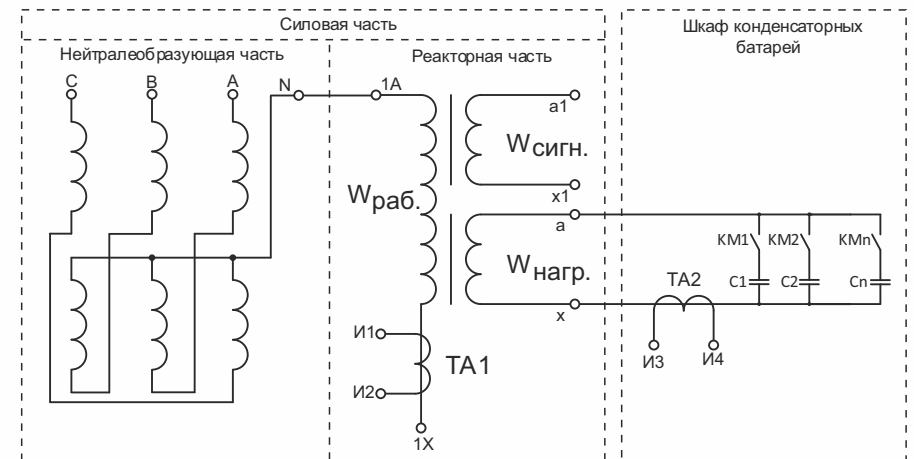 Силовая часть
Шкаф конденсаторных
батарей
Нейтралеобразующая часть
Реакторная часть
C
B
A
N
1A
a1
Wсигн.
x1
Wраб.
a
KM1
KM2
KMn
Wнагр.
TA2
C1
C2
Cn
x
И1
И3
И4
TA1
И2
1X